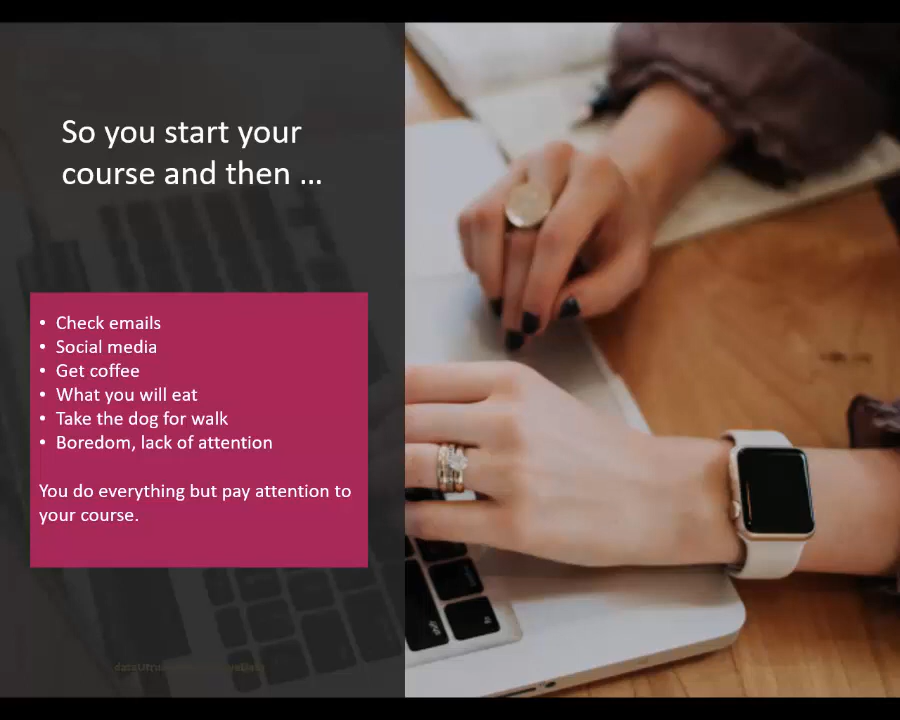 So you start your
course and then ...
• Check emails
• Social media
• Get coffee
• What you will eat
• Take the dog for walk
• Boredom, lack of attention
You do everything but pay attention to
your course.